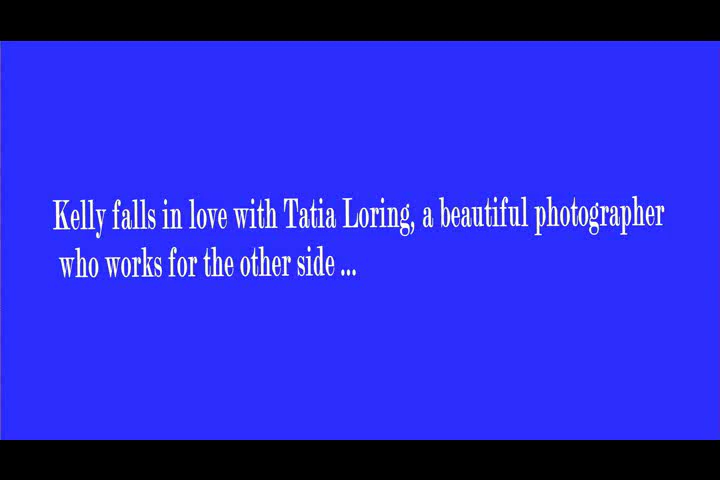 Kelly falls in love with Tatia Loring, a beautiful photographer
who works for the other side ...